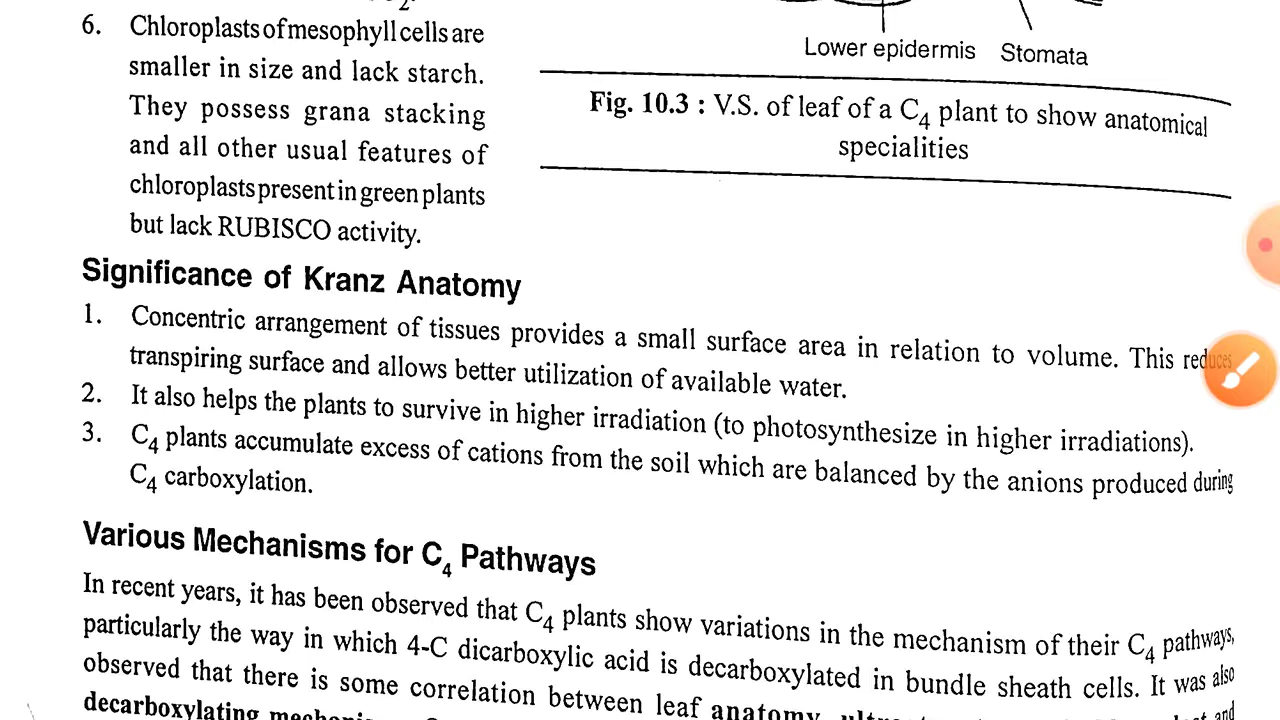 6. Chloroplasts of mesophyll cells are
smaller in size and lack starch.
They possess grana stacking
and all other usual features of
chloroplasts present in green plants
but lack RUBISCO activity.
Lower epidermis Stomata
Fig. 10.3 : V.S. of leaf of a C₄ plant to show anatomical
specialities
Significance of Kranz Anatomy
1. Concentric arrangement of tissues provides a small surface area in relation to volume. This reduces
transpiring surface and allows better utilization of available water.
2. It also helps the plants to survive in higher irradiation (to photosynthesize in higher irradiations).
3. C₄ plants accumulate excess of cations from the soil which are balanced by the anions produced during
C₄ carboxylation.
Various Mechanisms for C₄ Pathways
In recent years, it has been observed that C₄ plants show variations in the mechanism of their C₄ pathways,
particularly the way in which 4-C dicarboxylic acid is decarboxylated in bundle sheath cells. It was also
observed that there is some correlation between leaf anatomy, and
decarboxylating